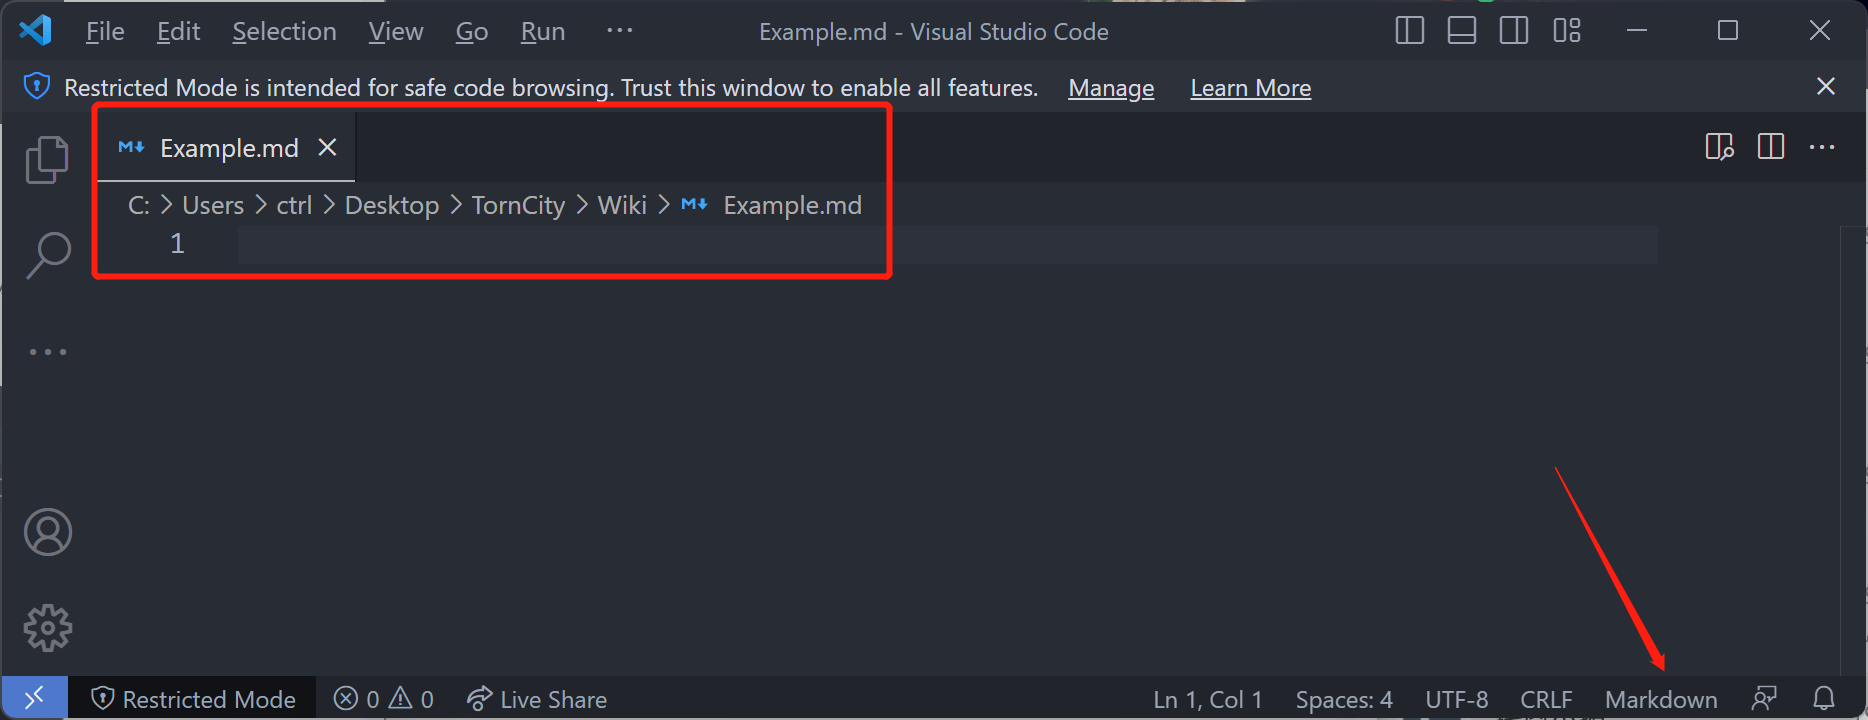 File Edit Selection View Go Run ··· Example.md - Visual Studio Code
Restricted Mode is intended for safe code browsing. Trust this window to enable all features. Manage Learn More
Example.md
C: > Users > ctrl > Desktop > TornCity > Wiki > Example.md
1
Restricted Mode 0 0 Live Share Ln 1, Col 1 Spaces: 4 UTF-8 CRLF Markdown